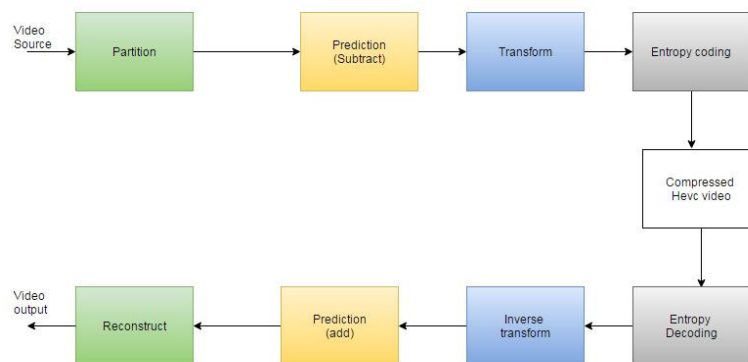 Video
Source
Partition
Prediction
(Subtract)
Transform
Entropy coding
Compressed
Hevc video
Video
output
Reconstruct
Prediction
(add)
Inverse
transform
Entropy
Decoding